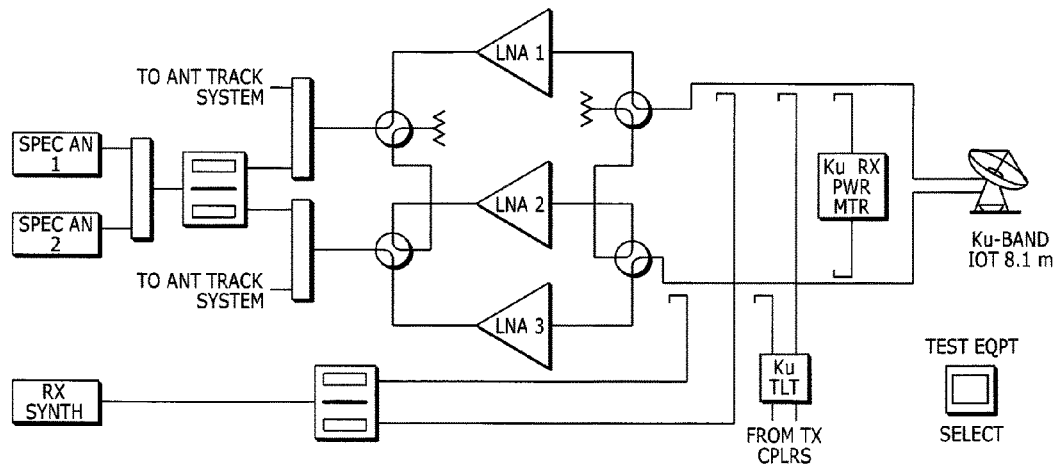 LNA 1
TO ANT TRACK
SYSTEM
SPEC AN
1
Ku RX
PWR
MTR
LNA 2
SPEC AN
2
Ku-BAND
IOT 8.1 m
TO ANT TRACK
SYSTEM
LNA 3
TEST EQPT
Ku
TLT
RX
SYNTH
FROM TX
CPLRS
SELECT